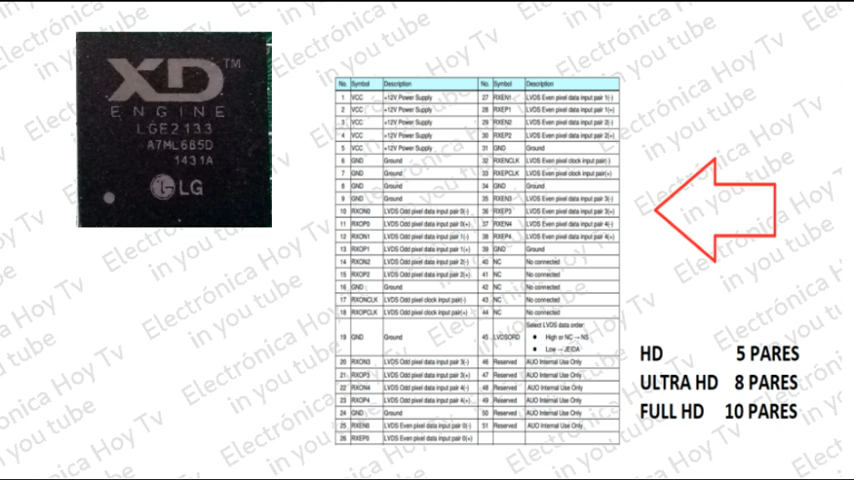 XD™
ENGINE
LGE2133
A7ML685D
1431A
LG
No. Symbol Description
1 VCC +12V Power Supply
2 VCC +12V Power Supply
3 VCC +12V Power Supply
4 VCC +12V Power Supply
5 VCC +12V Power Supply
6 GND Ground
7 GND Ground
8 GND Ground
9 GND Ground
10 RXON0 LVDS Odd pixel data input pair 0(-)
11 RXOP0 LVDS Odd pixel data input pair 0(+)
12 RXON1 LVDS Odd pixel data input pair 1(-)
13 RXOP1 LVDS Odd pixel data input pair 1(+)
14 RXON2 LVDS Odd pixel data input pair 2(-)
15 RXOP2 LVDS Odd pixel data input pair 2(+)
16 GND Ground
17 RXONCLK LVDS Odd pixel clock input pair(-)
18 RXOPCLK LVDS Odd pixel clock input pair(+)
19 GND Ground
20 RXON3 LVDS Odd pixel data input pair 3(-)
21 RXOP3 LVDS Odd pixel data input pair 3(+)
22 RXON4 LVDS Odd pixel data input pair 4(-)
23 RXOP4 LVDS Odd pixel data input pair 4(+)
24 GND Ground
25 RXEN0 LVDS Even pixel data input pair 0(-)
26 RXEP0 LVDS Even pixel data input pair 0(+)
No. Symbol Description
27 RXEN1 LVDS Even pixel data input pair 1(-)
28 RXEP1 LVDS Even pixel data input pair 1(+)
29 RXEN2 LVDS Even pixel data input pair 2(-)
30 RXEP2 LVDS Even pixel data input pair 2(+)
31 GND Ground
32 RXENCLK LVDS Even pixel clock input pair(-)
33 RXEPCLK LVDS Even pixel clock input pair(+)
34 GND Ground
35 RXEN3 LVDS Even pixel data input pair 3(-)
36 RXEP3 LVDS Even pixel data input pair 3(+)
37 RXEN4 LVDS Even pixel data input pair 4(-)
38 RXEP4 LVDS Even pixel data input pair 4(+)
39 GND Ground
40 NC No connected
41 NC No connected
42 NC No connected
43 NC No connected
44 NC No connected
Select LVDS data order:
45 LVDSORD ● High or NC → NS
● Low → JEIDA
46 Reserved AUO Internal Use Only
47 Reserved AUO Internal Use Only
48 Reserved AUO Internal Use Only
49 Reserved AUO Internal Use Only
50 Reserved AUO Internal Use Only
51 Reserved AUO Internal Use Only
HD 5 PARES
ULTRA HD 8 PARES
FULL HD 10 PARES
Electrónica Hoy Tv
in you tube